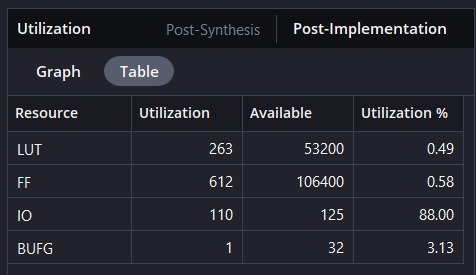 Utilization Post-Synthesis Post-Implementation
Graph Table
Resource Utilization Available Utilization %
LUT 263 53200 0.49
FF 612 106400 0.58
IO 110 125 88.00
BUFG 1 32 3.13